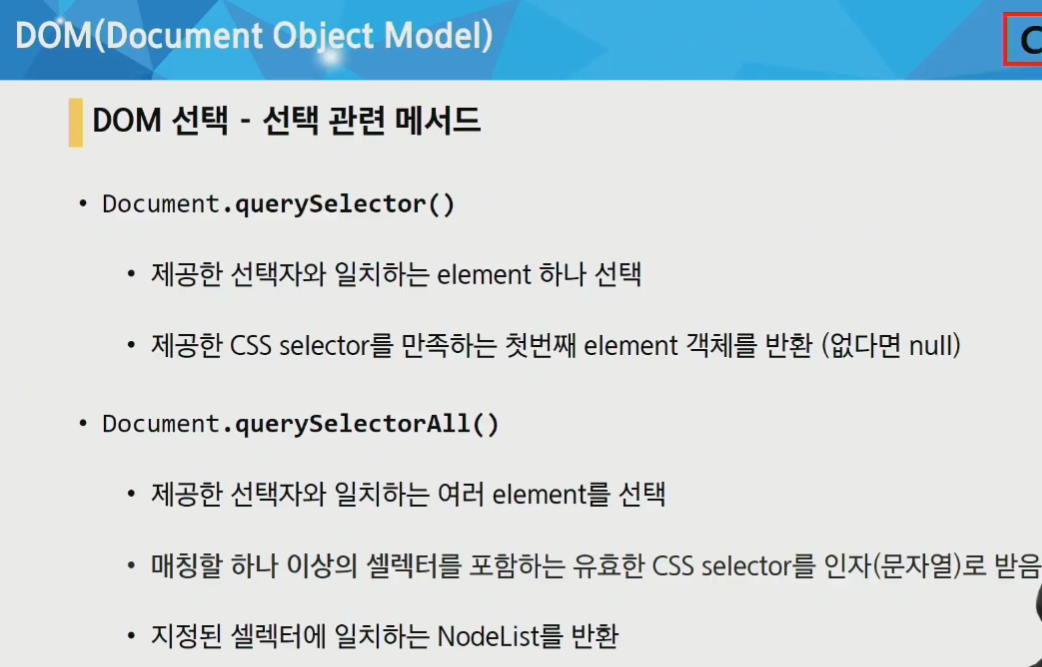 DOM(Document Object Model)
C
DOM 선택 - 선택 관련 메서드
• Document.querySelector()
• 제공한 선택자와 일치하는 element 하나 선택
• 제공한 CSS selector를 만족하는 첫번째 element 객체를 반환 (없다면 null)
• Document.querySelectorAll()
• 제공한 선택자와 일치하는 여러 element를 선택
• 매칭할 하나 이상의 셀렉터를 포함하는 유효한 CSS selector를 인자(문자열)로 받음
• 지정된 셀렉터에 일치하는 NodeList를 반환